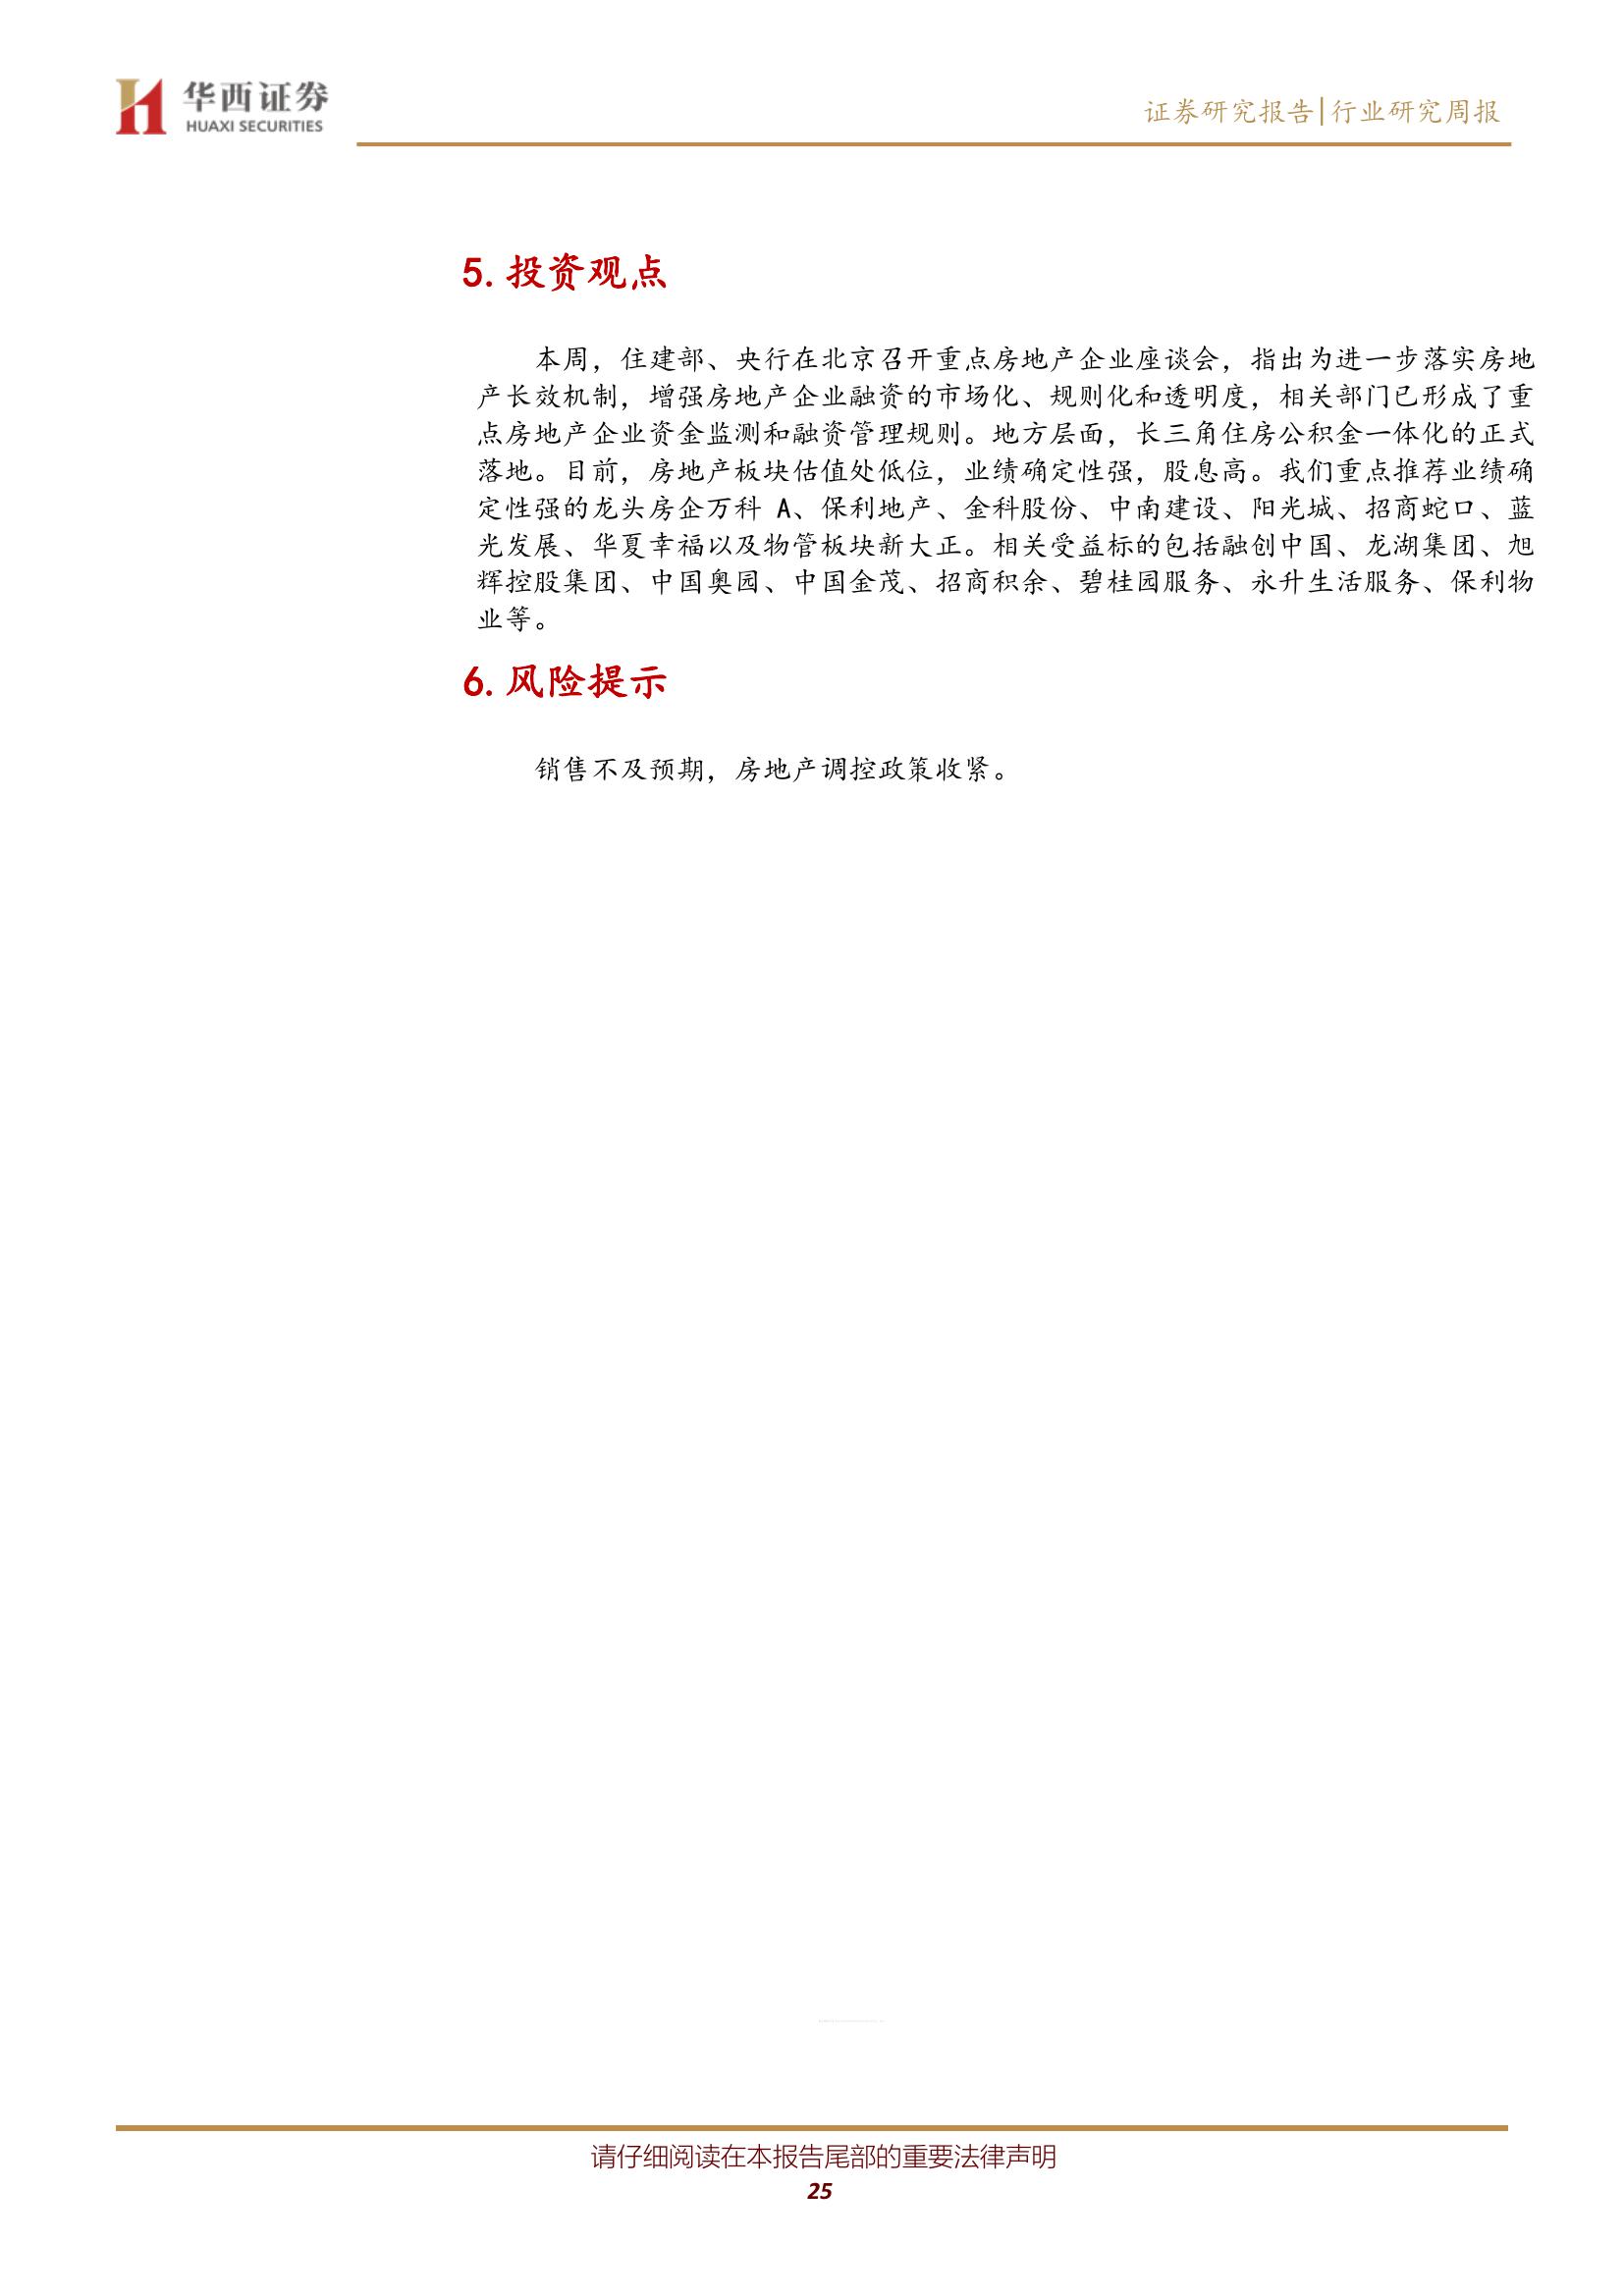 华西证券
HUAXI SECURITIES
证券研究报告|行业研究周报
5.投资观点
本周，住建部、央行在北京召开重点房地产企业座谈会，指出为进一步落实房地
产长效机制，增强房地产企业融资的市场化、规则化和透明度，相关部门已形成了重
点房地产企业资金监测和融资管理规则。地方层面，长三角住房公积金一体化的正式
落地。目前，房地产板块估值处低位，业绩确定性强，股息高。我们重点推荐业绩确
定性强的龙头房企万科 A、保利地产、金科股份、中南建设、阳光城、招商蛇口、蓝
光发展、华夏幸福以及物管板块新大正。相关受益标的包括融创中国、龙湖集团、旭
辉控股集团、中国奥园、中国金茂、招商积余、碧桂园服务、永升生活服务、保利物
业等。
6.风险提示
销售不及预期，房地产调控政策收紧。
请仔细阅读在本报告尾部的重要法律声明
25